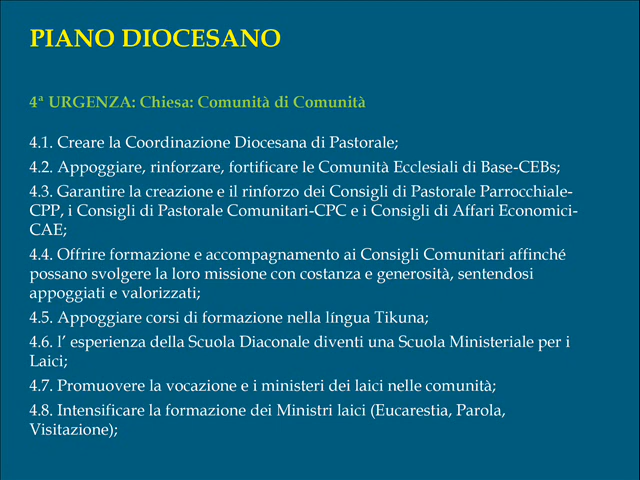 PIANO DIOCESANO
4ª URGENZA: Chiesa: Comunità di Comunità
4.1. Creare la Coordinazione Diocesana di Pastorale;
4.2. Appoggiare, rinforzare, fortificare le Comunità Ecclesiali di Base-CEBs;
4.3. Garantire la creazione e il rinforzo dei Consigli di Pastorale Parrocchiale-
CPP, i Consigli di Pastorale Comunitari-CPC e i Consigli di Affari Economici-
CAE;
4.4. Offrire formazione e accompagnamento ai Consigli Comunitari affinché
possano svolgere la loro missione con costanza e generosità, sentendosi
appoggiati e valorizzati;
4.5. Appoggiare corsi di formazione nella língua Tikuna;
4.6. l’ esperienza della Scuola Diaconale diventi una Scuola Ministeriale per i
Laici;
4.7. Promuovere la vocazione e i ministeri dei laici nelle comunità;
4.8. Intensificare la formazione dei Ministri laici (Eucarestia, Parola,
Visitazione);